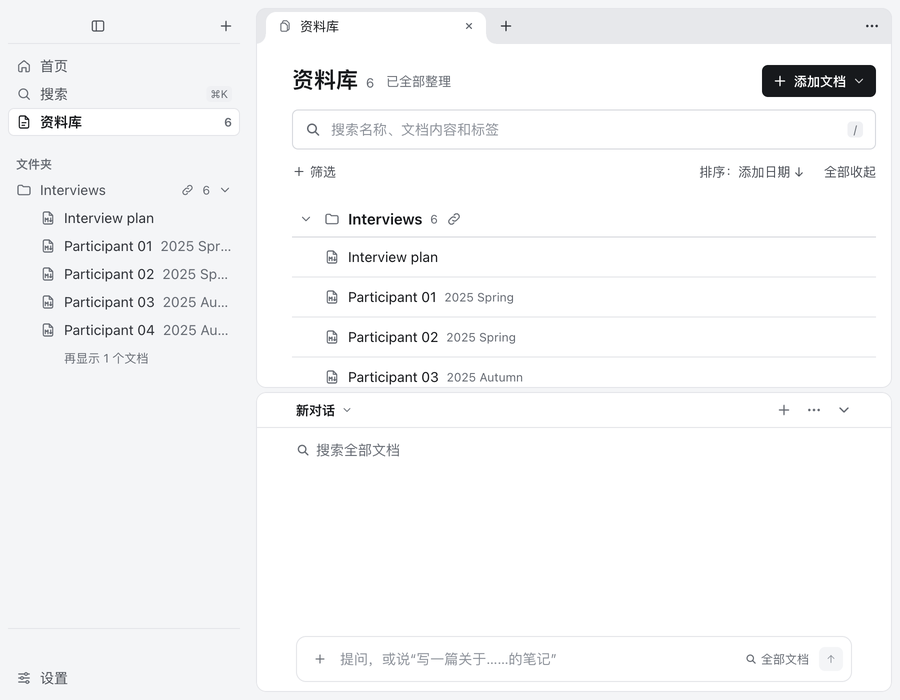 首页
搜索 ⌘K
资料库 6
文件夹
Interviews 6
Interview plan
Participant 01 2025 Spr...
Participant 02 2025 Sp...
Participant 03 2025 Au...
Participant 04 2025 Au...
再显示 1 个文档
设置
资料库
资料库 6 已全部整理
添加文档
搜索名称、文档内容和标签 /
筛选
排序：添加日期 全部收起
Interviews 6
Interview plan
Participant 01 2025 Spring
Participant 02 2025 Spring
Participant 03 2025 Autumn
新对话
搜索全部文档
提问，或说“写一篇关于……的笔记”
全部文档